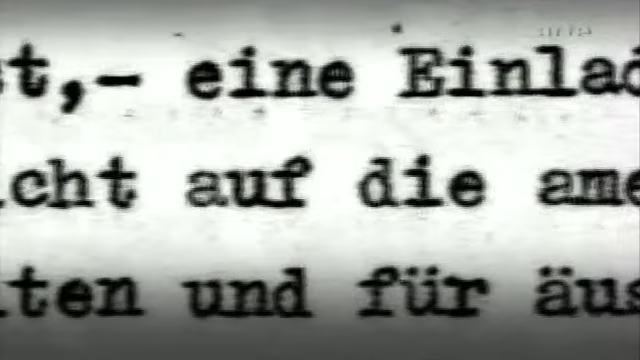 t,- eine Einlad
cht auf die ame
ten und für äus